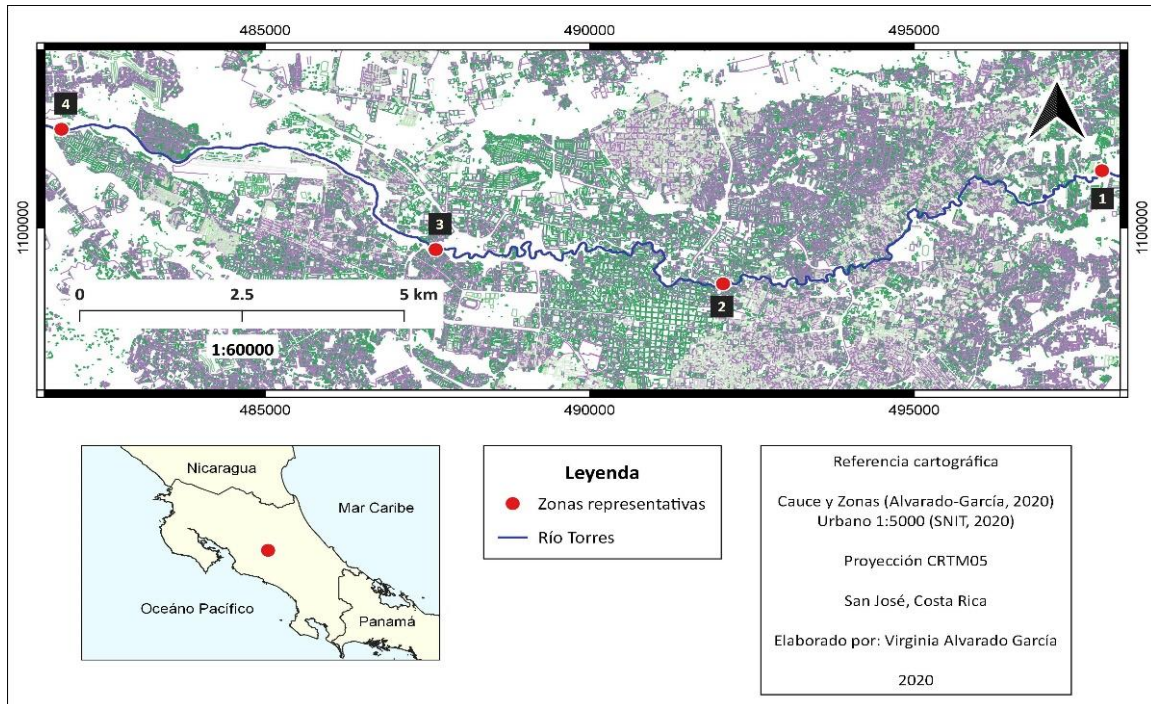 485000
490000
495000
4
1
3
1100000
1100000
2
0
2.5
5 km
1:60000
485000
490000
495000
Nicaragua
Mar Caribe
Oceáno Pacífico
Panamá
Leyenda
Zonas representativas
Río Torres
Referencia cartográfica
Cauce y Zonas (Alvarado-García, 2020)
Urbano 1:5000 (SNIT, 2020)
Proyección CRTM05
San José, Costa Rica
Elaborado por: Virginia Alvarado García
2020